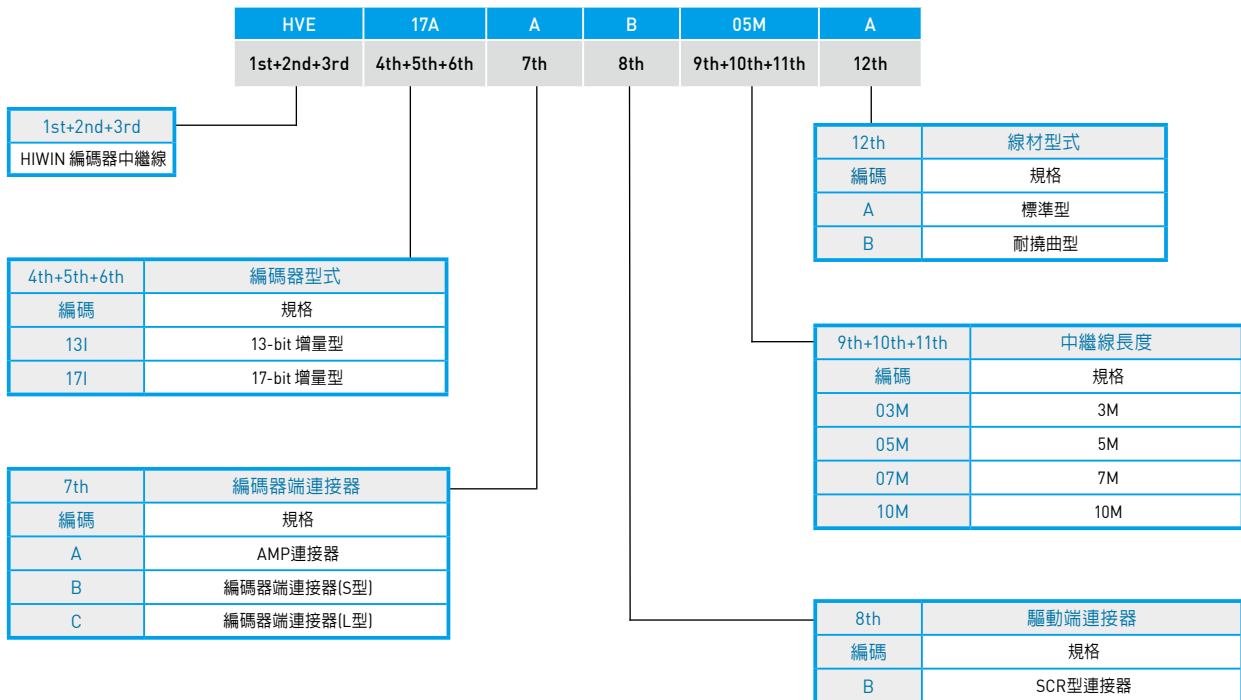 HVE 17A A B 05M A
1st+2nd+3rd 4th+5th+6th 7th 8th 9th+10th+11th 12th
1st+2nd+3rd
HIWIN 編碼器中繼線
12th 線材型式
編碼 規格
A 標準型
B 耐撓曲型
4th+5th+6th 編碼器型式
編碼 規格
13I 13-bit 增量型
17I 17-bit 增量型
9th+10th+11th 中繼線長度
編碼 規格
03M 3M
05M 5M
07M 7M
10M 10M
7th 編碼器端連接器
編碼 規格
A AMP連接器
B 編碼器端連接器(S型)
C 編碼器端連接器(L型)
8th 驅動端連接器
編碼 規格
B SCR型連接器